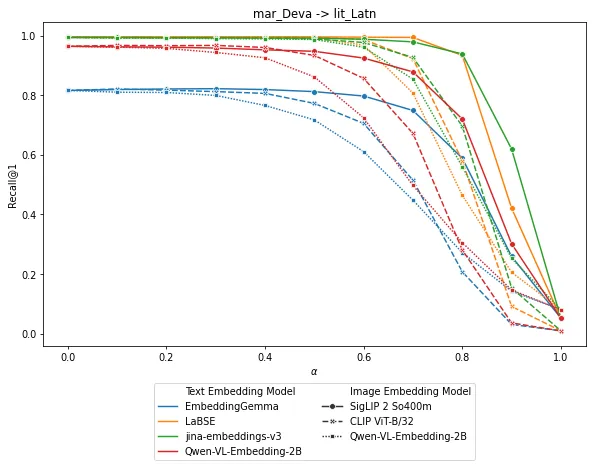 mar_Deva -> lit_Latn
Recall@1
1.0
0.8
0.6
0.4
0.2
0.0
0.0 0.2 0.4 0.6 0.8 1.0
α
Text Embedding Model
EmbeddingGemma
LaBSE
jina-embeddings-v3
Qwen-VL-Embedding-2B
Image Embedding Model
SigLIP 2 So400m
CLIP ViT-B/32
Qwen-VL-Embedding-2B